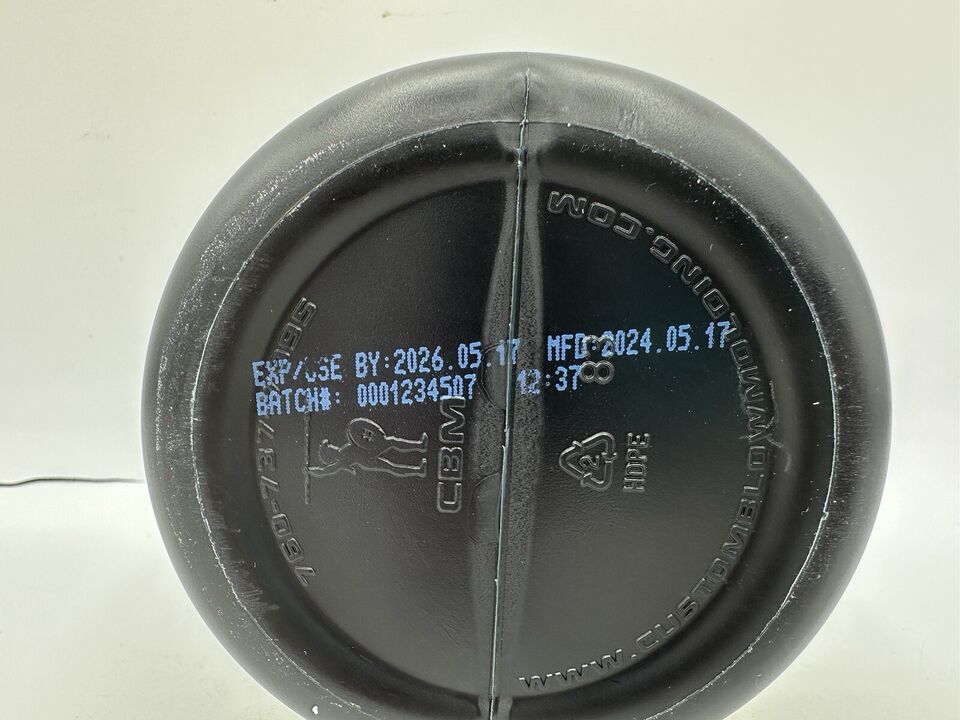 EXP/USE BY:2026.05.17 MFD:2024.05.17
BATCH#: 0001234507 12:37
WWW.CUSTOMBLOWMOLDING.COM
CBM
83
2
HDPE